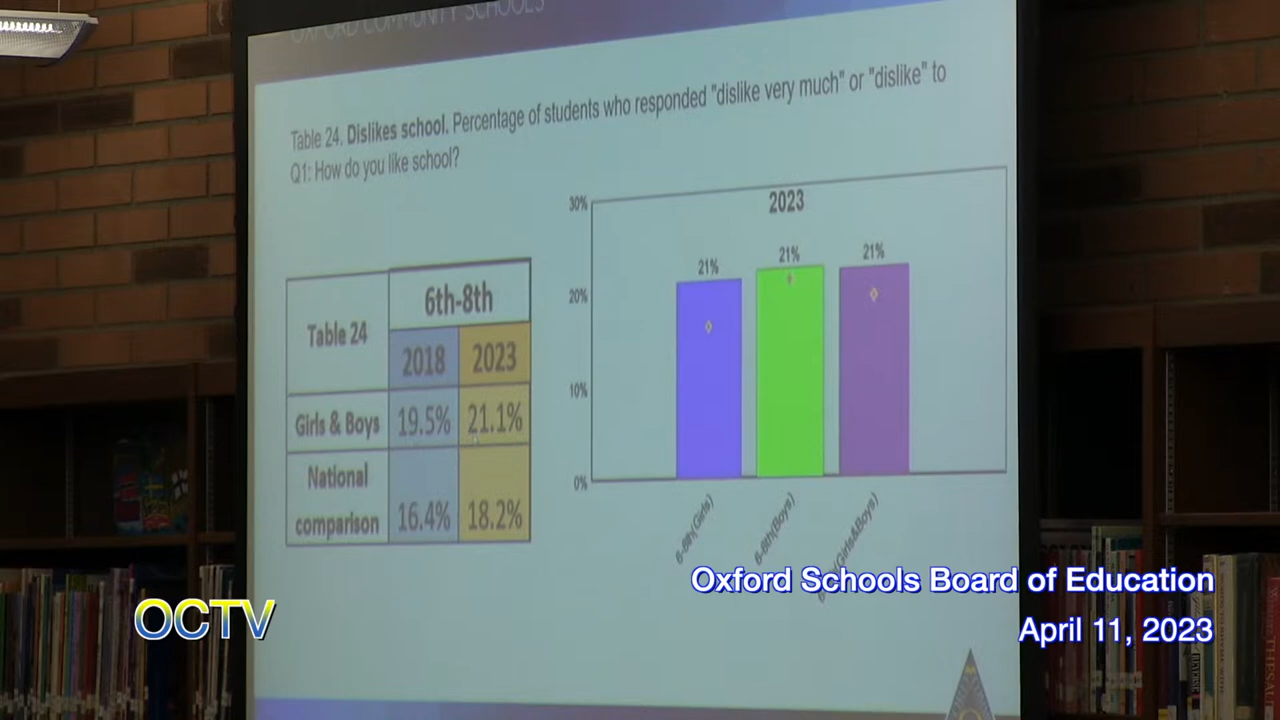 OXFORD COMMUNITY SCHOOLS
Table 24. Dislikes school. Percentage of students who responded "dislike very much" or "dislike" to
Q1: How do you like school?
Table 24
6th-8th
2018
2023
Girls & Boys
19.5%
21.1%
National
comparison
16.4%
18.2%
2023
30%
20%
10%
0%
21%
21%
21%
6-8th(Girls)
6-8th(Boys)
(Girls&Boys)
OCTV
Oxford Schools Board of Education
April 11, 2023